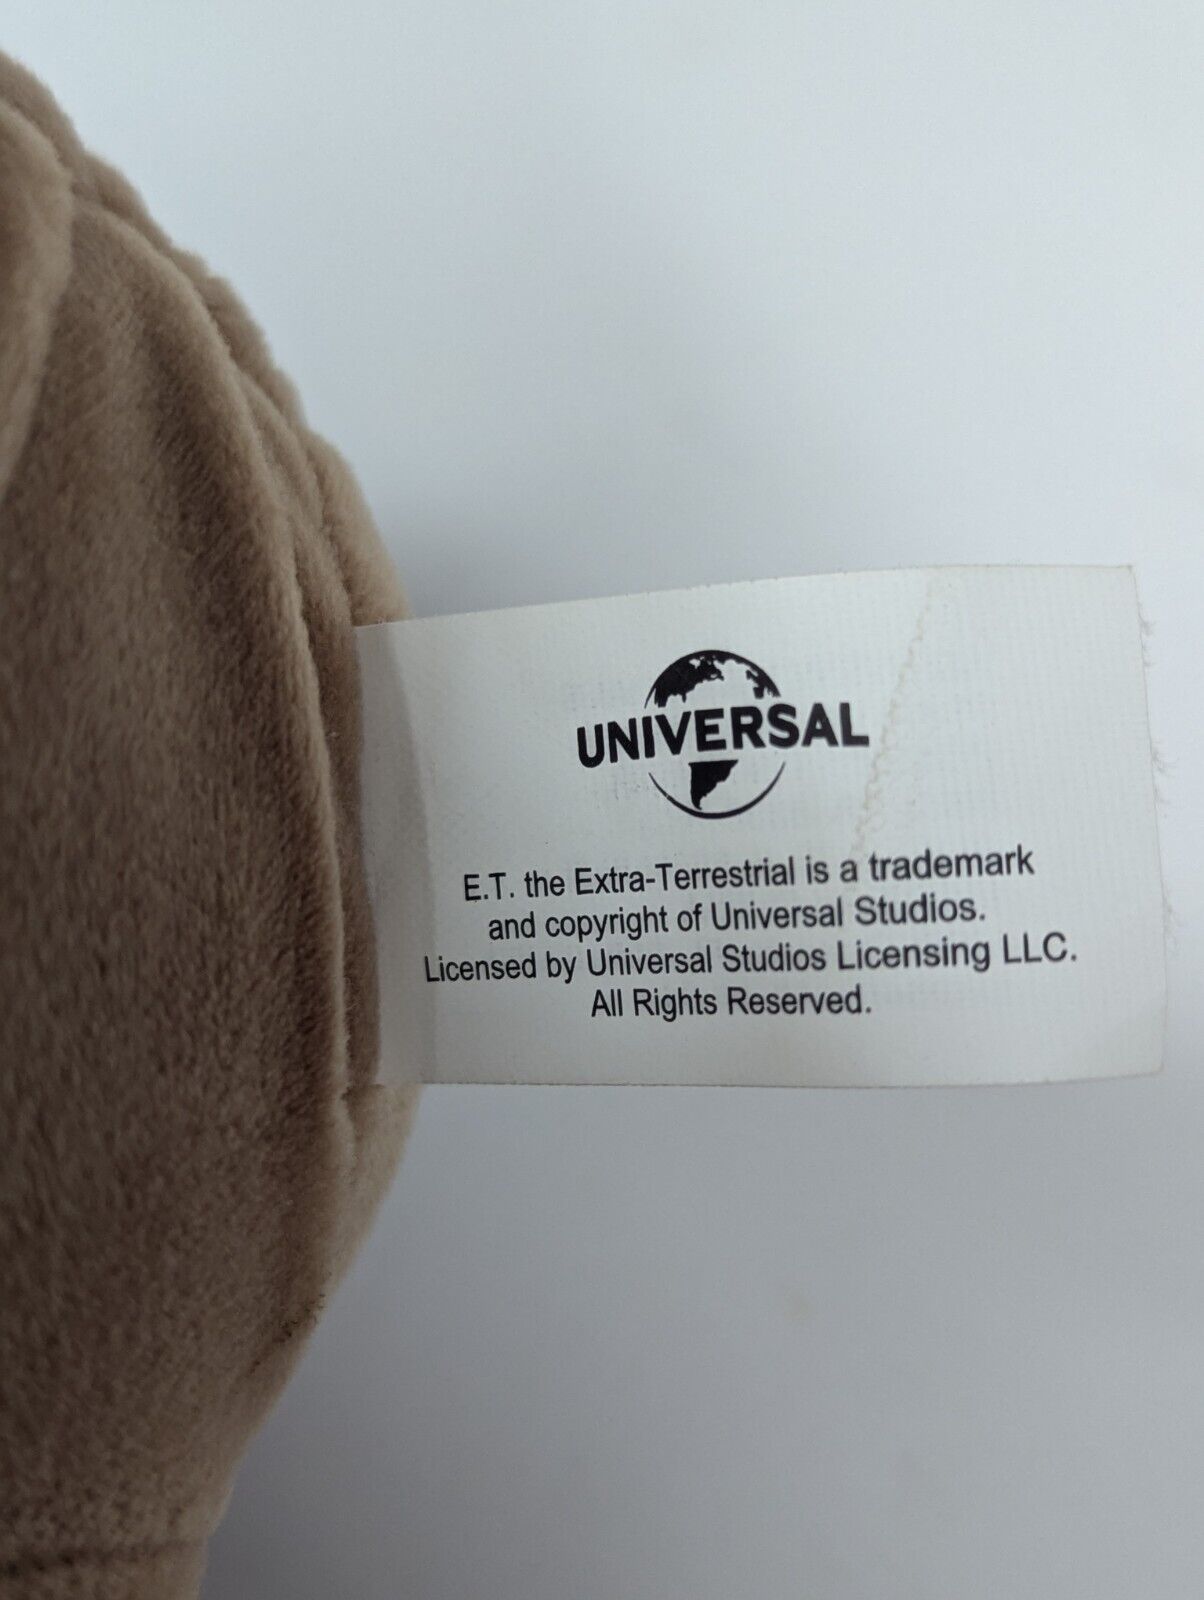 UNIVERSAL
E.T. the Extra-Terrestrial is a trademark
and copyright of Universal Studios.
Licensed by Universal Studios Licensing LLC.
All Rights Reserved.